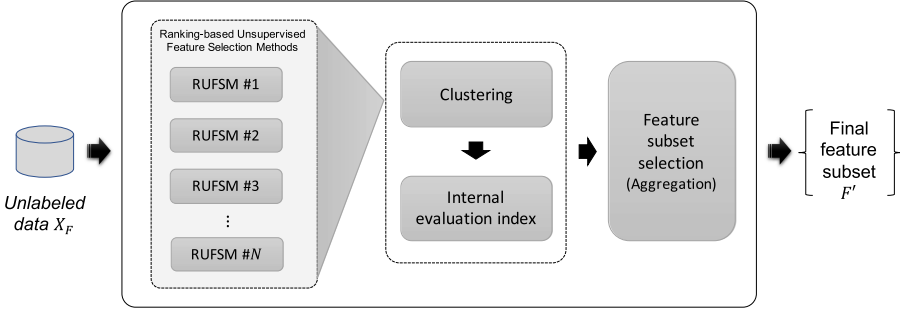 Ranking-based Unsupervised
Feature Selection Methods
RUFSM #1
RUFSM #2
RUFSM #3
⋮
RUFSM #N
Unlabeled
data X_F
Clustering
Internal
evaluation index
Feature
subset
selection
(Aggregation)
Final
feature
subset
F′